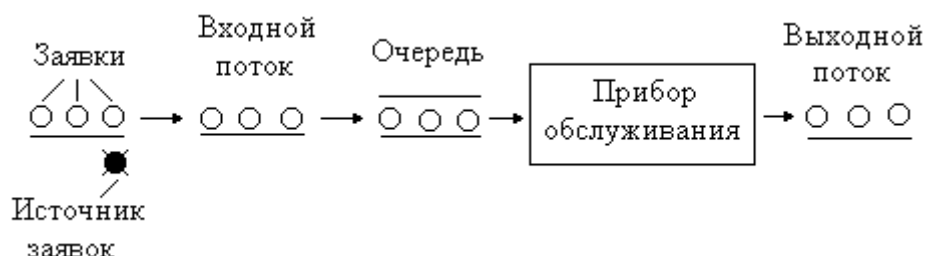 Заявки
Входной
поток
Очередь
Прибор
обслуживания
Выходной
поток
Источник
заявок